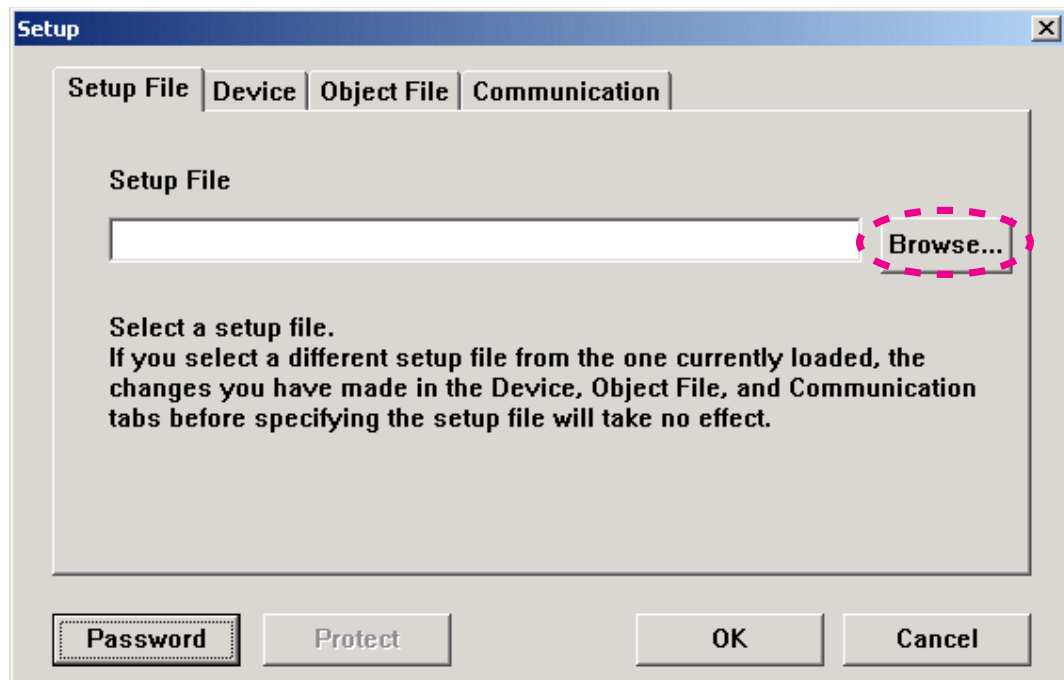 Setup
Setup File
Device
Object File
Communication
Setup File
Browse...
Select a setup file.
If you select a different setup file from the one currently loaded, the
changes you have made in the Device, Object File, and Communication
tabs before specifying the setup file will take no effect.
Password
Protect
OK
Cancel